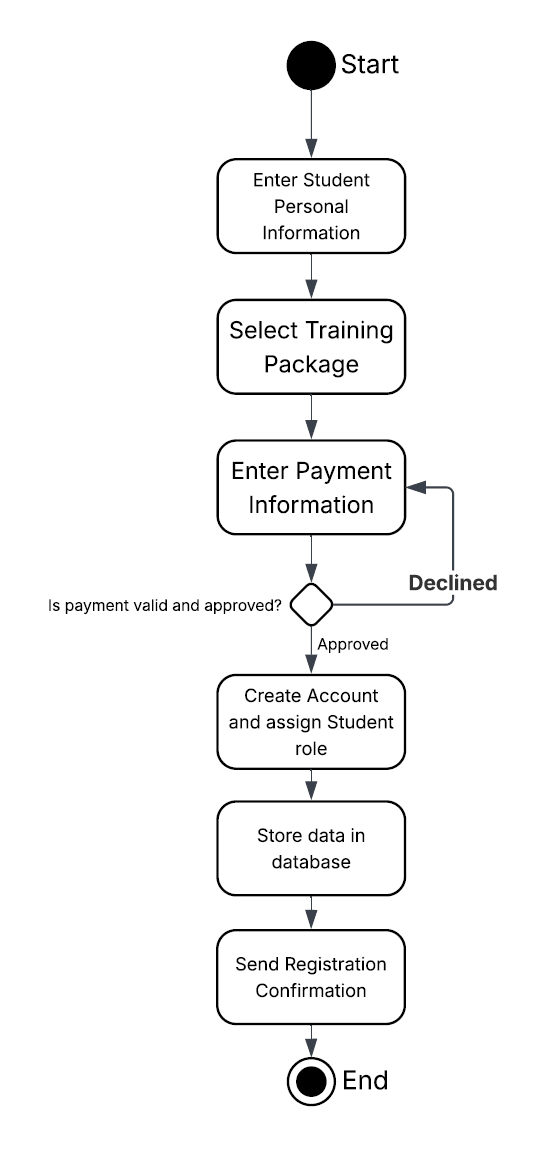 Start
Enter Student
Personal
Information
Select Training
Package
Enter Payment
Information
Declined
Is payment valid and approved?
Approved
Create Account
and assign Student
role
Store data in
database
Send Registration
Confirmation
End